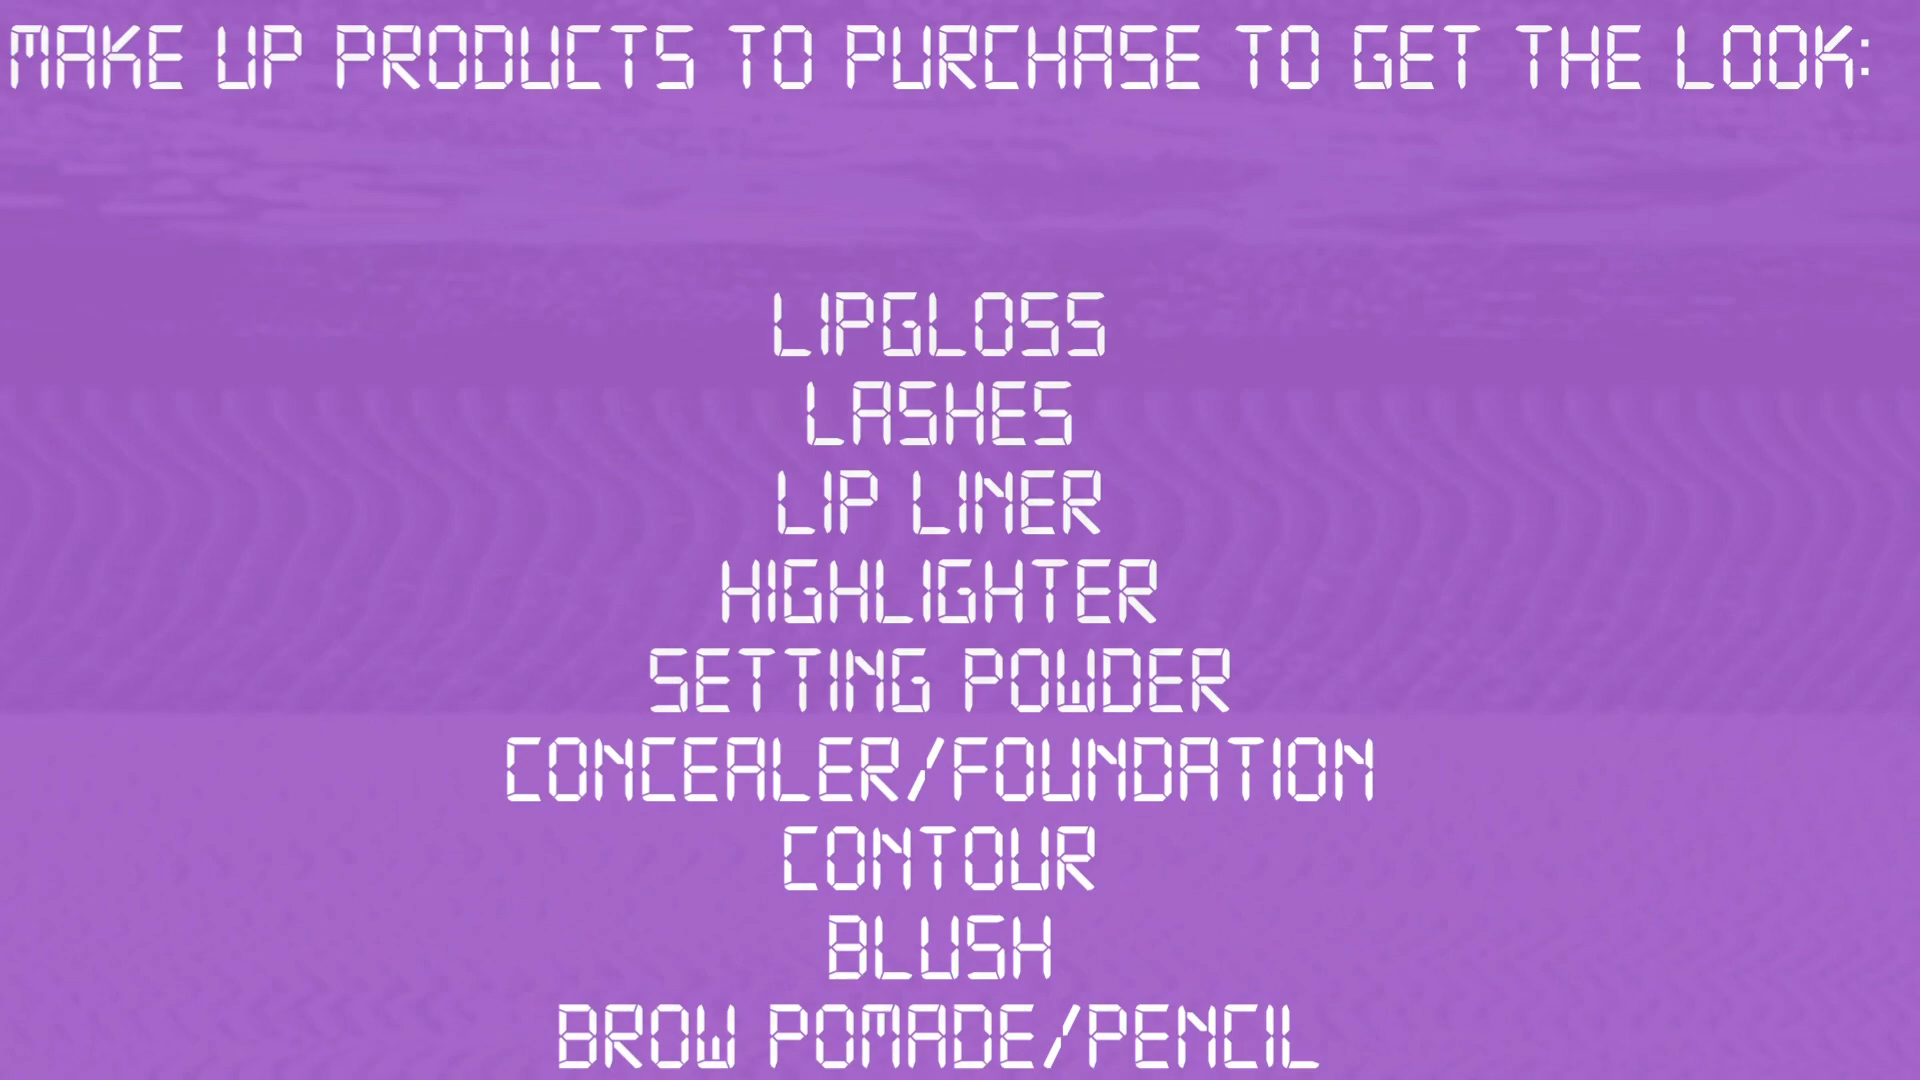 MAKE UP PRODUCTS TO PURCHASE TO GET THE LOOK:
LIPGLOSS
LASHES
LIP LINER
HIGHLIGHTER
SETTING POWDER
CONCEALER/FOUNDATION
CONTOUR
BLUSH
BROW POMADE/PENCIL